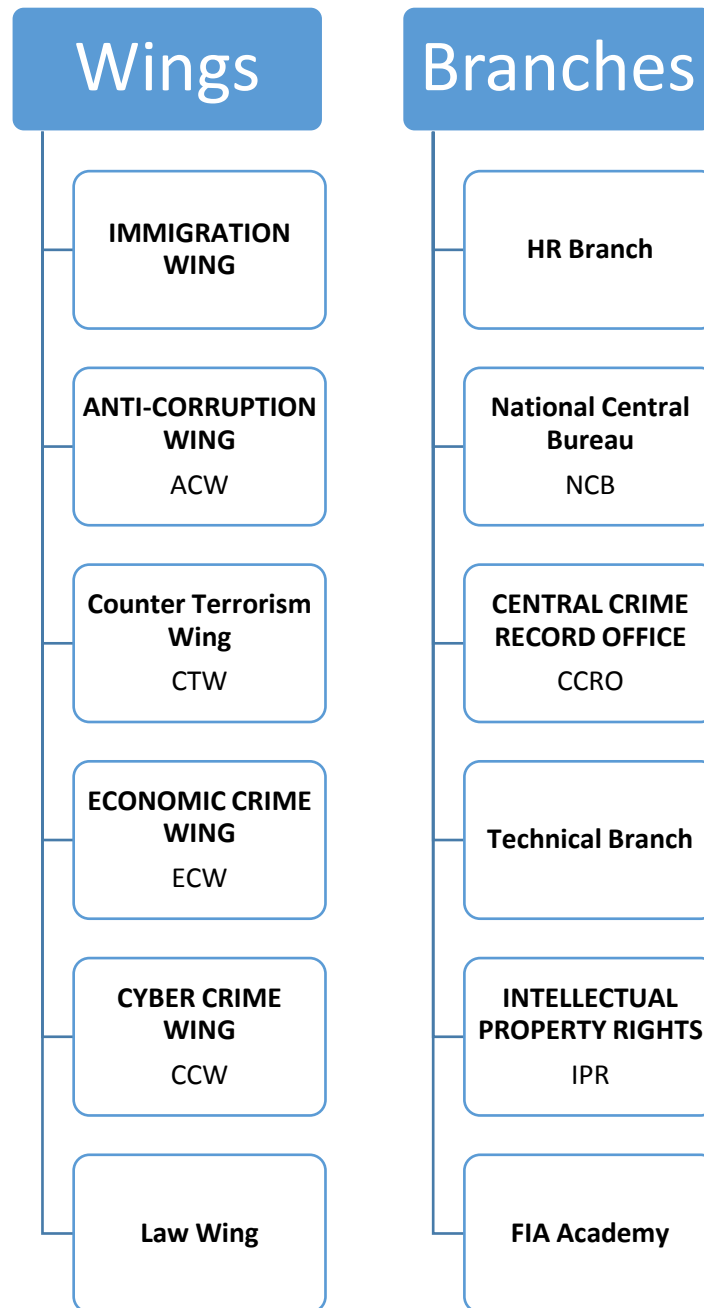 Wings
IMMIGRATION
WING
ANTI-CORRUPTION
WING
ACW
Counter Terrorism
Wing
CTW
ECONOMIC CRIME
WING
ECW
CYBER CRIME
WING
CCW
Law Wing
Branches
HR Branch
National Central
Bureau
NCB
CENTRAL CRIME
RECORD OFFICE
CCRO
Technical Branch
INTELLECTUAL
PROPERTY RIGHTS
IPR
FIA Academy